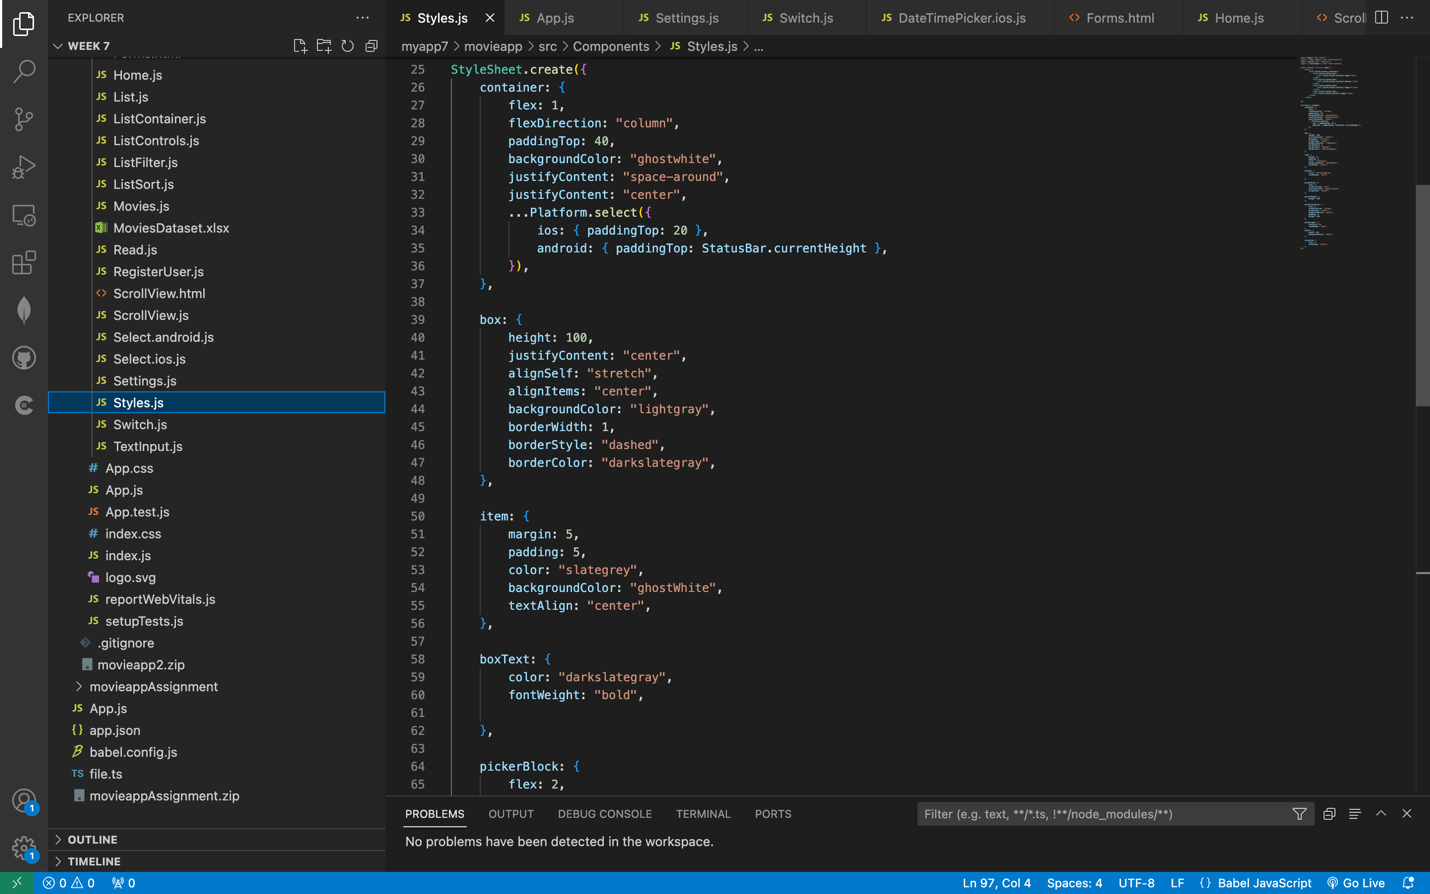 EXPLORER
WEEK 7
Home.js
List.js
ListContainer.js
ListControls.js
ListFilter.js
ListSort.js
Movies.js
MoviesDataset.xlsx
Read.js
RegisterUser.js
ScrollView.html
ScrollView.js
Select.android.js
Select.ios.js
Settings.js
Styles.js
Switch.js
TextInput.js
App.css
App.js
App.test.js
index.css
index.js
logo.svg
reportWebVitals.js
setupTests.js
.gitignore
movieapp2.zip
movieappAssignment
App.js
app.json
babel.config.js
file.ts
movieappAssignment.zip
OUTLINE
TIMELINE
JS Styles.js JS App.js JS Settings.js JS Switch.js JS DateTimePicker.ios.js <> Forms.html JS Home.js <> Scroll
myapp7 > movieapp > src > Components > JS Styles.js > ...
25 StyleSheet.create({
26 container: {
27 flex: 1,
28 flexDirection: "column",
29 paddingTop: 40,
30 backgroundColor: "ghostwhite",
31 justifyContent: "space-around",
32 justifyContent: "center",
33 ...Platform.select({
34 ios: { paddingTop: 20 },
35 android: { paddingTop: StatusBar.currentHeight },
36 }),
37 },
38
39 box: {
40 height: 100,
41 justifyContent: "center",
42 alignSelf: "stretch",
43 alignItems: "center",
44 backgroundColor: "lightgray",
45 borderWidth: 1,
46 borderStyle: "dashed",
47 borderColor: "darkslategray",
48 },
49
50 item: {
51 margin: 5,
52 padding: 5,
53 color: "slategrey",
54 backgroundColor: "ghostWhite",
55 textAlign: "center",
56 },
57
58 boxText: {
59 color: "darkslategray",
60 fontWeight: "bold",
61
62 },
63
64 pickerBlock: {
65 flex: 2,
PROBLEMS OUTPUT DEBUG CONSOLE TERMINAL PORTS Filter (e.g. text, **/*.ts, !**/node_modules/**)
No problems have been detected in the workspace.
0 0 0 Ln 97, Col 4 Spaces: 4 UTF-8 LF {} Babel JavaScript Go Live